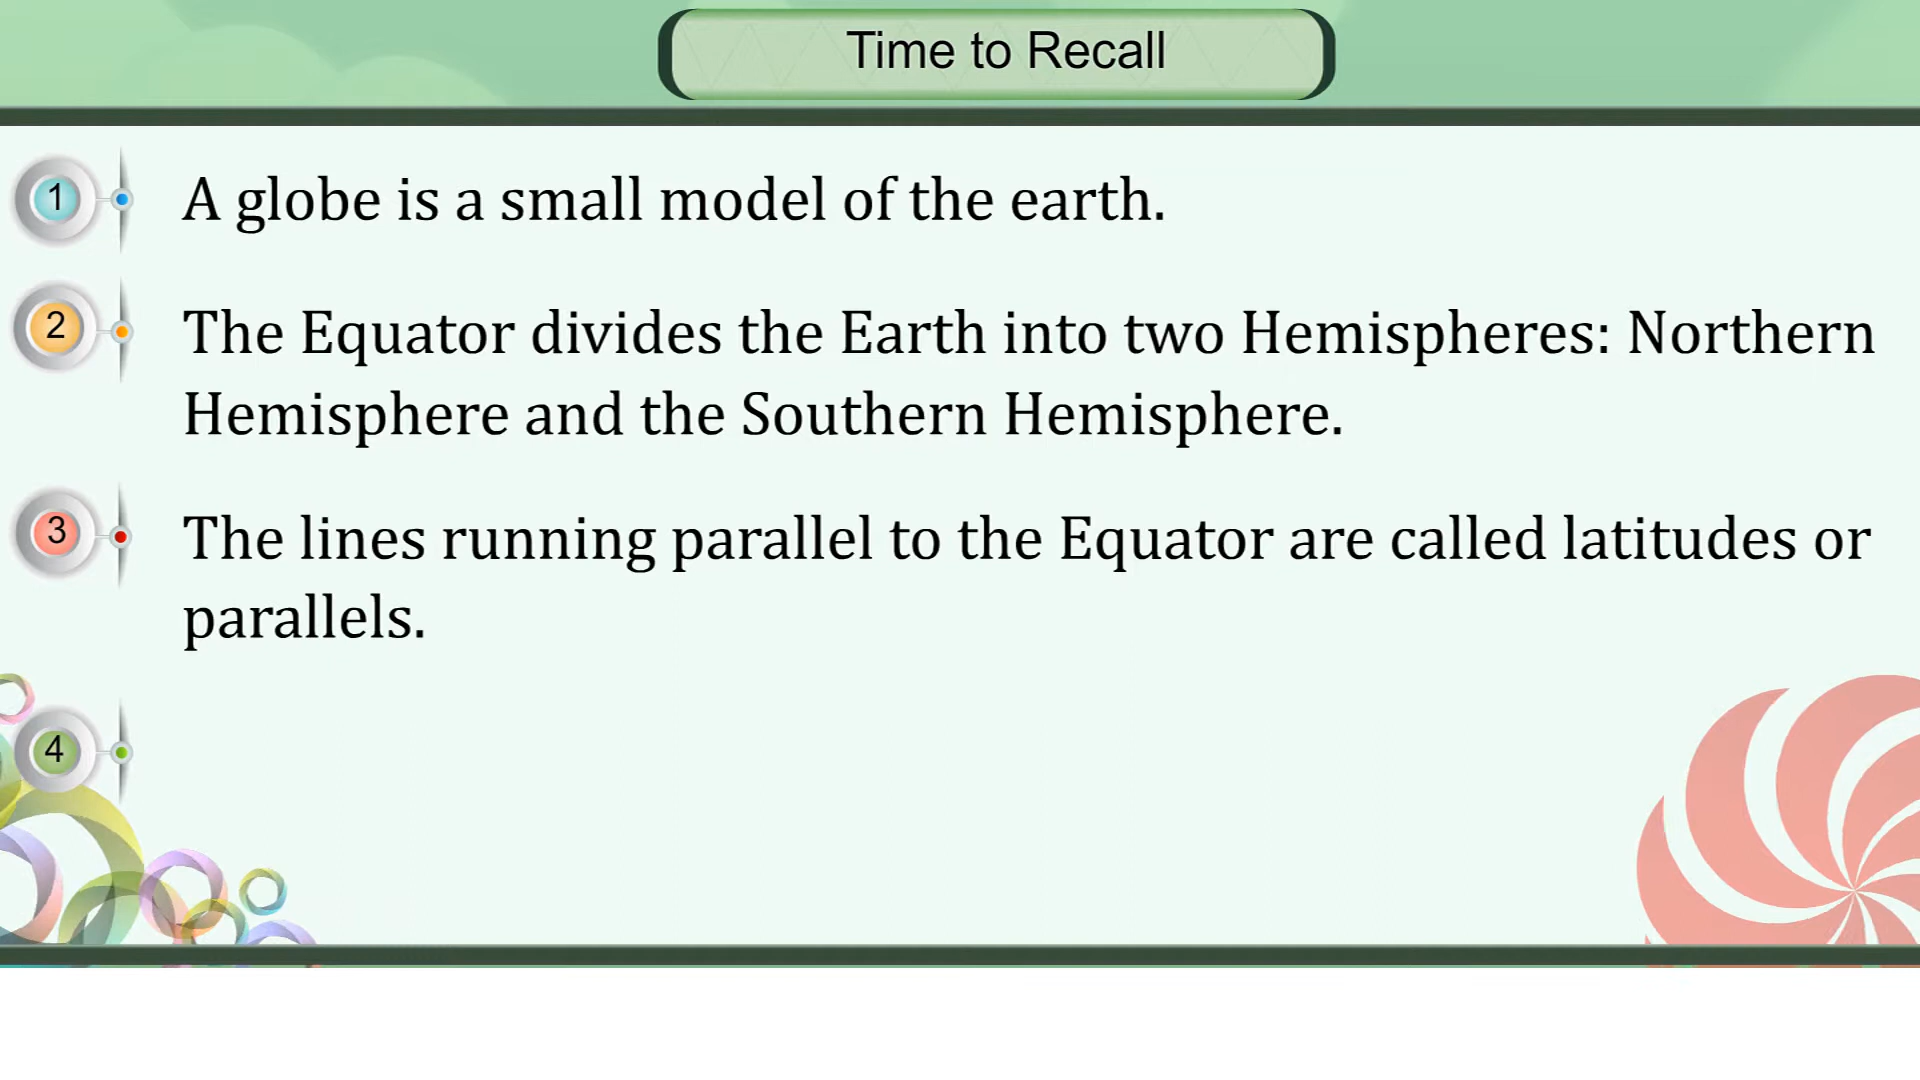 Time to Recall
1 A globe is a small model of the earth.
2 The Equator divides the Earth into two Hemispheres: Northern
Hemisphere and the Southern Hemisphere.
3 The lines running parallel to the Equator are called latitudes or
parallels.
4